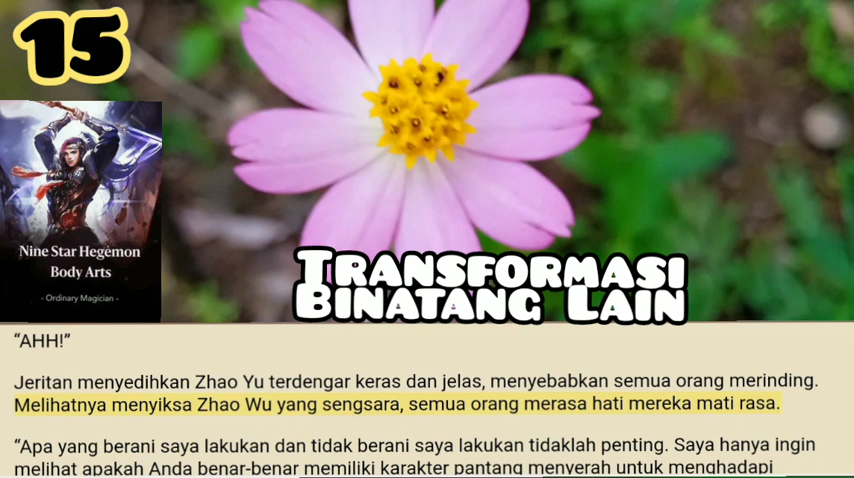 15
Nine Star Hegemon
Body Arts
- Ordinary Magician -
TRANSFORMASI
BINATANG LAIN
“AHH!”
Jeritan menyedihkan Zhao Yu terdengar keras dan jelas, menyebabkan semua orang merinding.
Melihatnya menyiksa Zhao Wu yang sengsara, semua orang merasa hati mereka mati rasa.
“Apa yang berani saya lakukan dan tidak berani saya lakukan tidaklah penting. Saya hanya ingin
melihat apakah Anda benar-benar memiliki karakter pantang menyerah untuk menghadapi